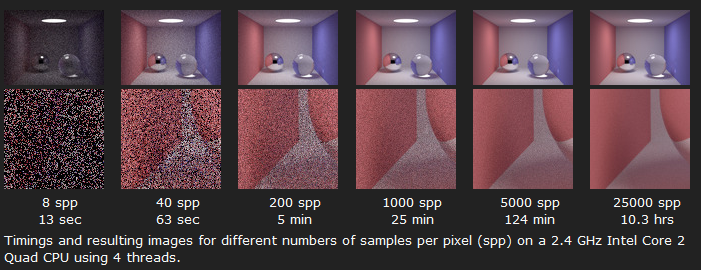 8 spp 40 spp 200 spp 1000 spp 5000 spp 25000 spp
13 sec 63 sec 5 min 25 min 124 min 10.3 hrs
Timings and resulting images for different numbers of samples per pixel (spp) on a 2.4 GHz Intel Core 2
Quad CPU using 4 threads.